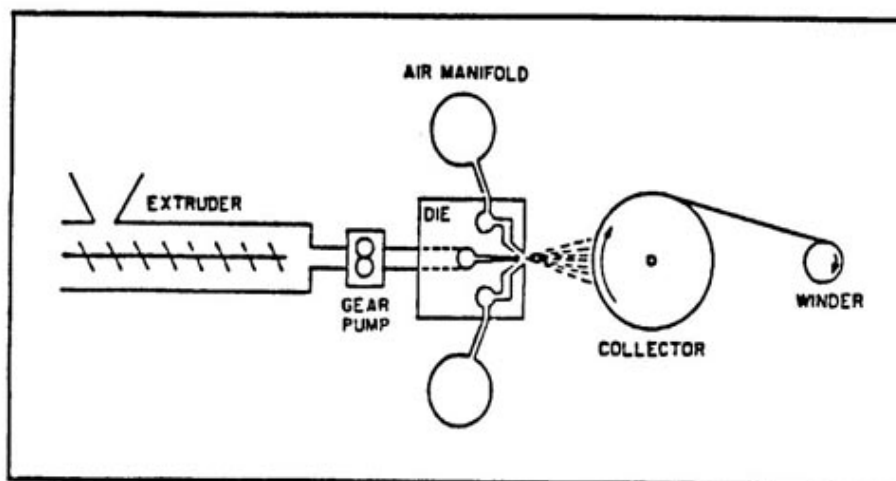 AIR MANIFOLD
EXTRUDER
DIE
GEAR
PUMP
WINDER
COLLECTOR